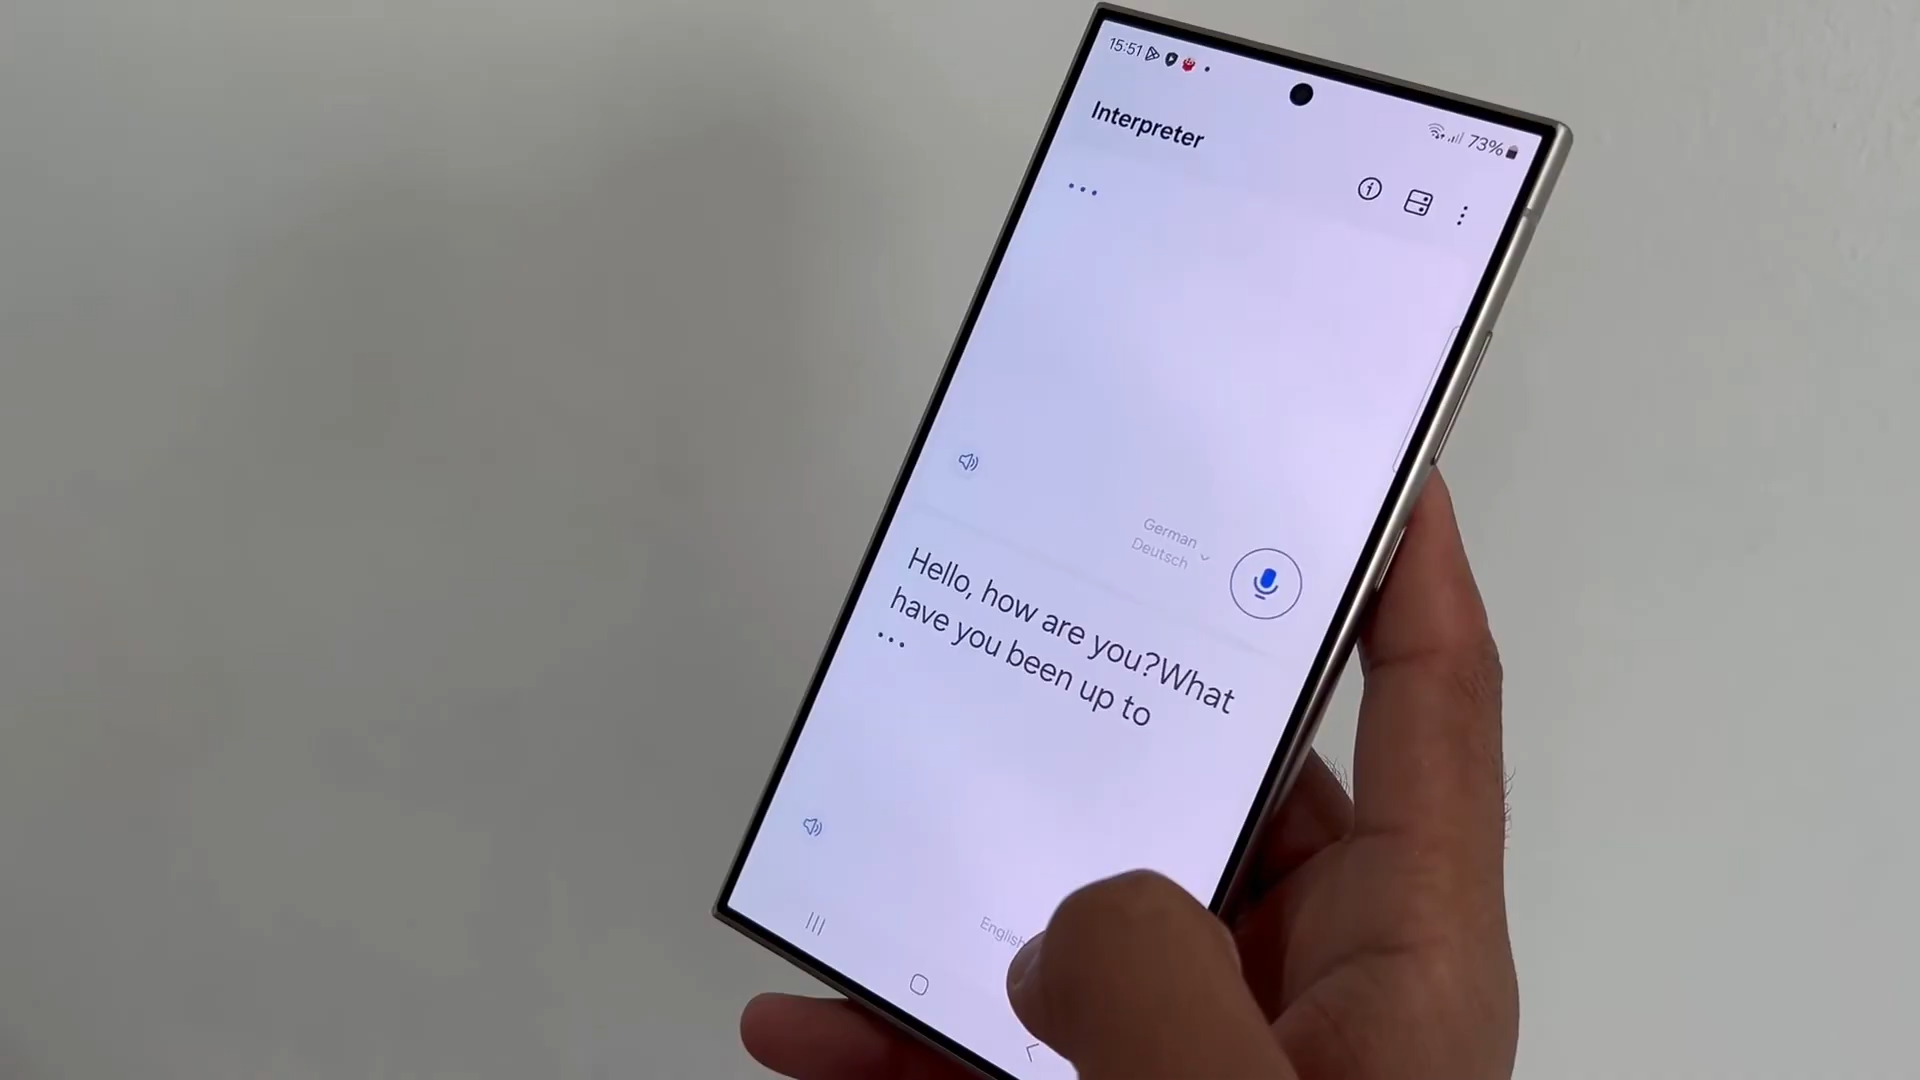 15:51
73%
Interpreter
...
German
Deutsch
Hello, how are you?What
have you been up to
...
English